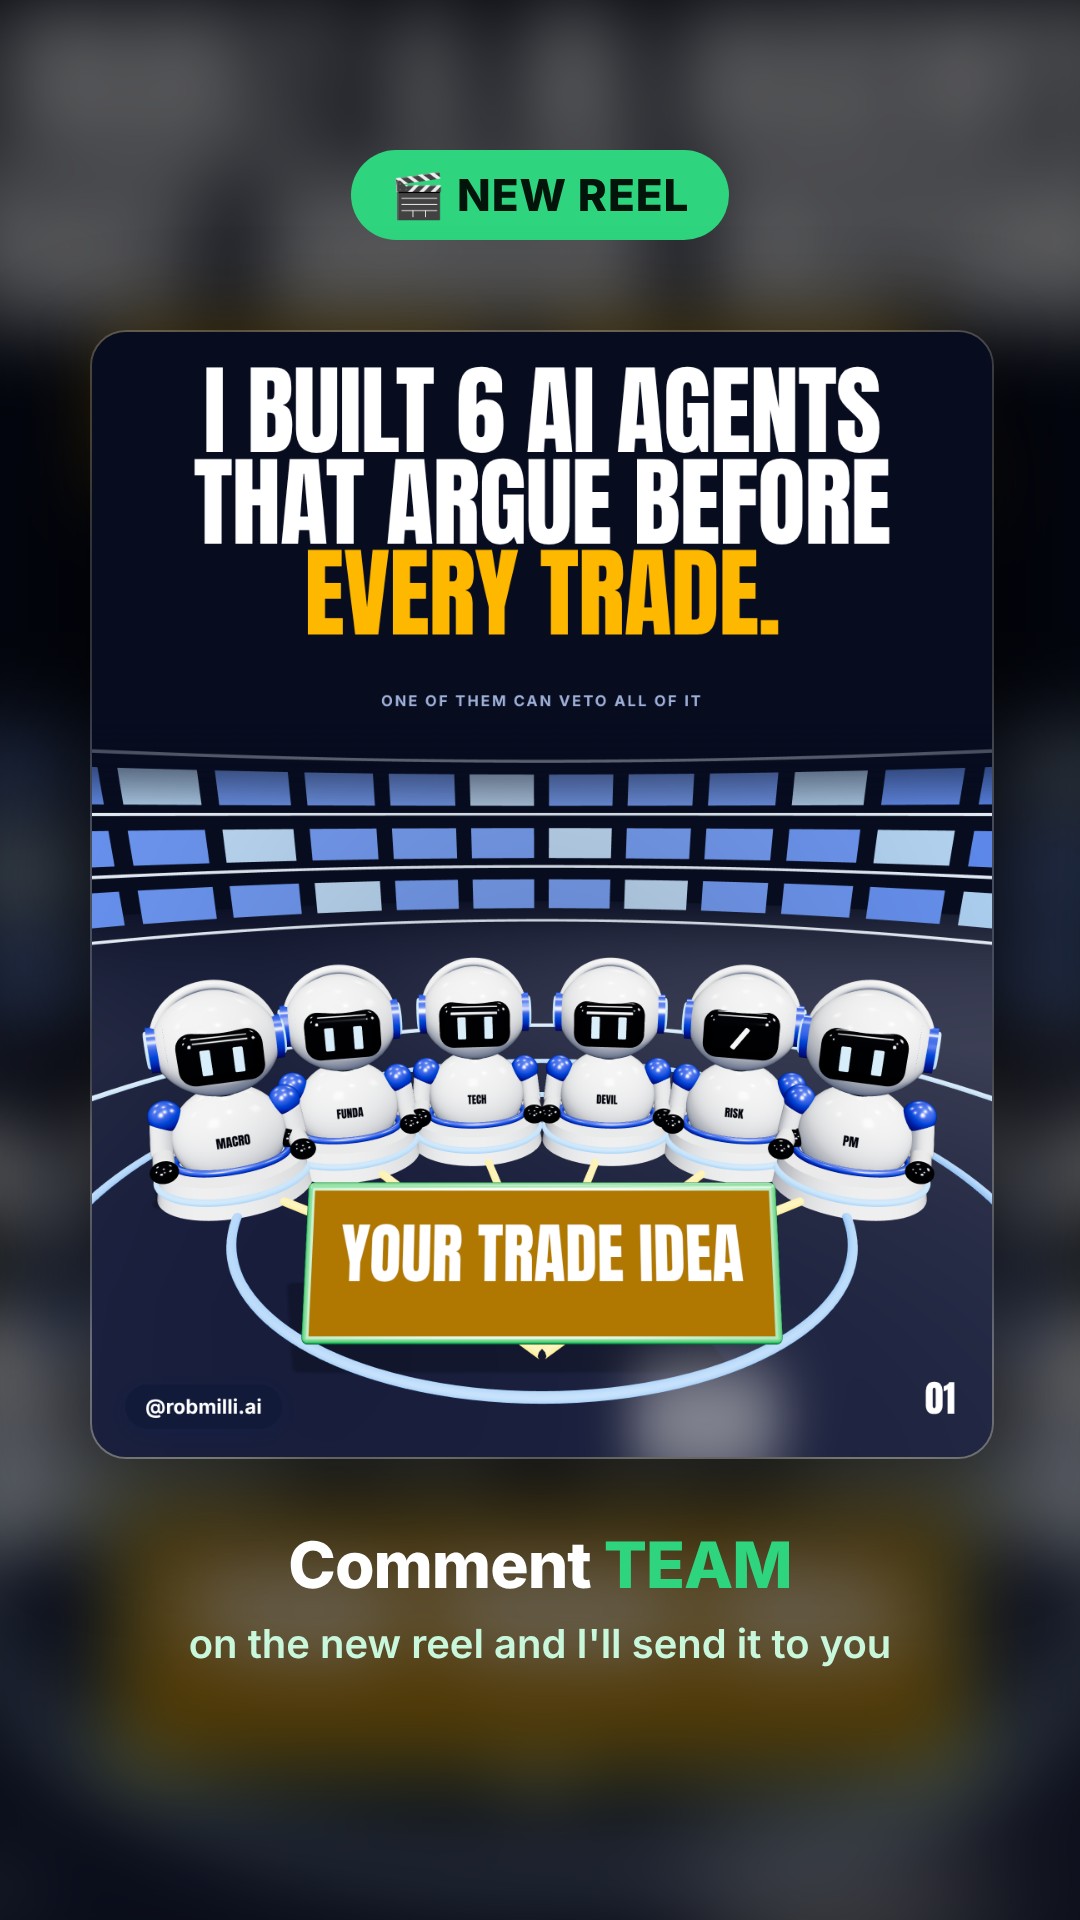 🎬 NEW REEL
I BUILT 6 AI AGENTS
THAT ARGUE BEFORE
EVERY TRADE.
ONE OF THEM CAN VETO ALL OF IT
MACRO
FUNDA
TECH
DEVIL
RISK
PM
YOUR TRADE IDEA
@robmilli.ai
01
Comment TEAM
on the new reel and I'll send it to you